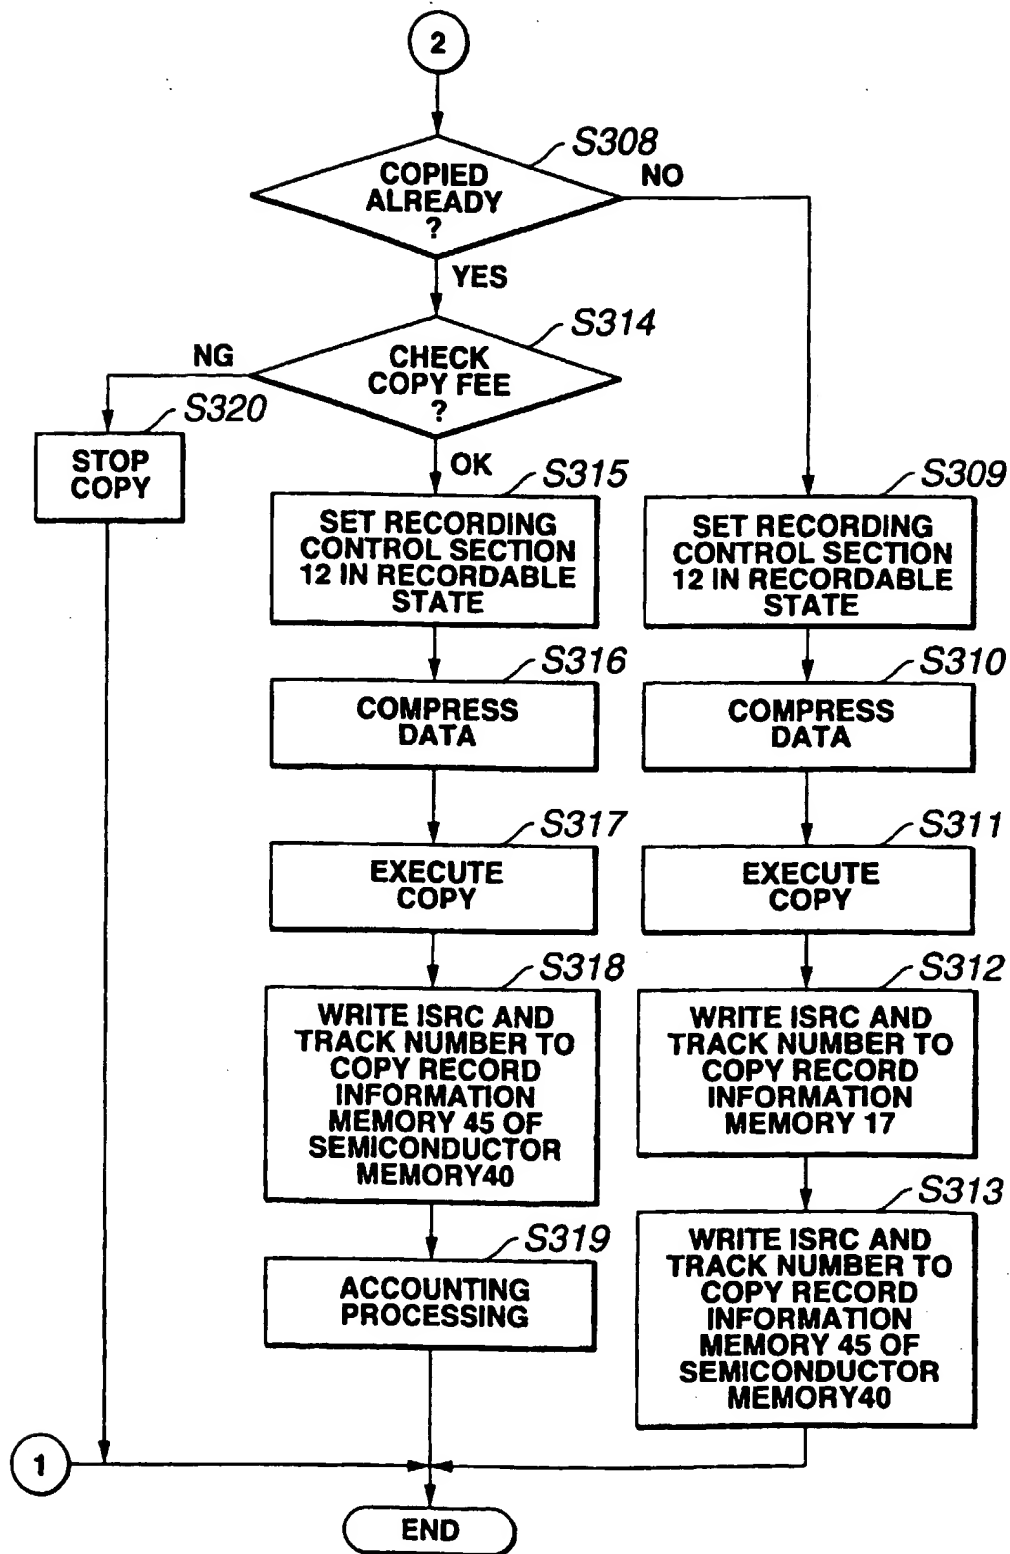 2
S308
COPIED
ALREADY
?
NO
YES
S314
NG
CHECK
COPY FEE
?
S320
STOP
COPY
OK
S315
SET RECORDING
CONTROL SECTION
12 IN RECORDABLE
STATE
S309
SET RECORDING
CONTROL SECTION
12 IN RECORDABLE
STATE
S316
COMPRESS
DATA
S310
COMPRESS
DATA
S317
EXECUTE
COPY
S311
EXECUTE
COPY
S318
WRITE ISRC AND
TRACK NUMBER TO
COPY RECORD
INFORMATION
MEMORY 45 OF
SEMICONDUCTOR
MEMORY40
S312
WRITE ISRC AND
TRACK NUMBER TO
COPY RECORD
INFORMATION
MEMORY 17
S319
ACCOUNTING
PROCESSING
S313
WRITE ISRC AND
TRACK NUMBER TO
COPY RECORD
INFORMATION
MEMORY 45 OF
SEMICONDUCTOR
MEMORY40
1
END